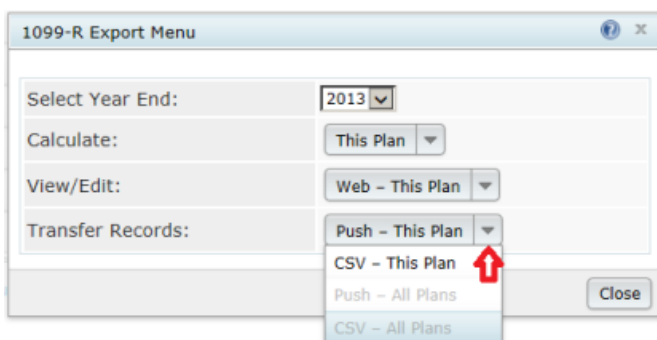 1099-R Export Menu
Select Year End: 2013
Calculate: This Plan
View/Edit: Web – This Plan
Transfer Records: Push – This Plan
CSV – This Plan
Push – All Plans
Close
CSV – All Plans